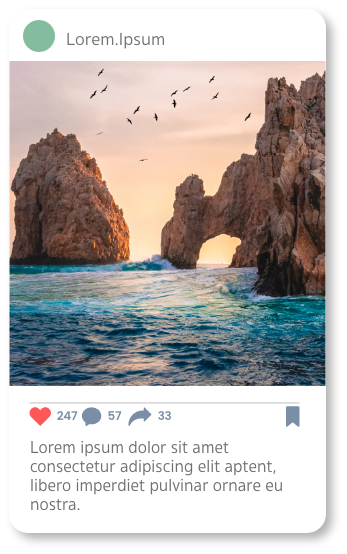 Lorem.Ipsum
247 57 33
Lorem ipsum dolor sit amet
consectetur adipiscing elit aptent,
libero imperdiet pulvinar ornare eu
nostra.